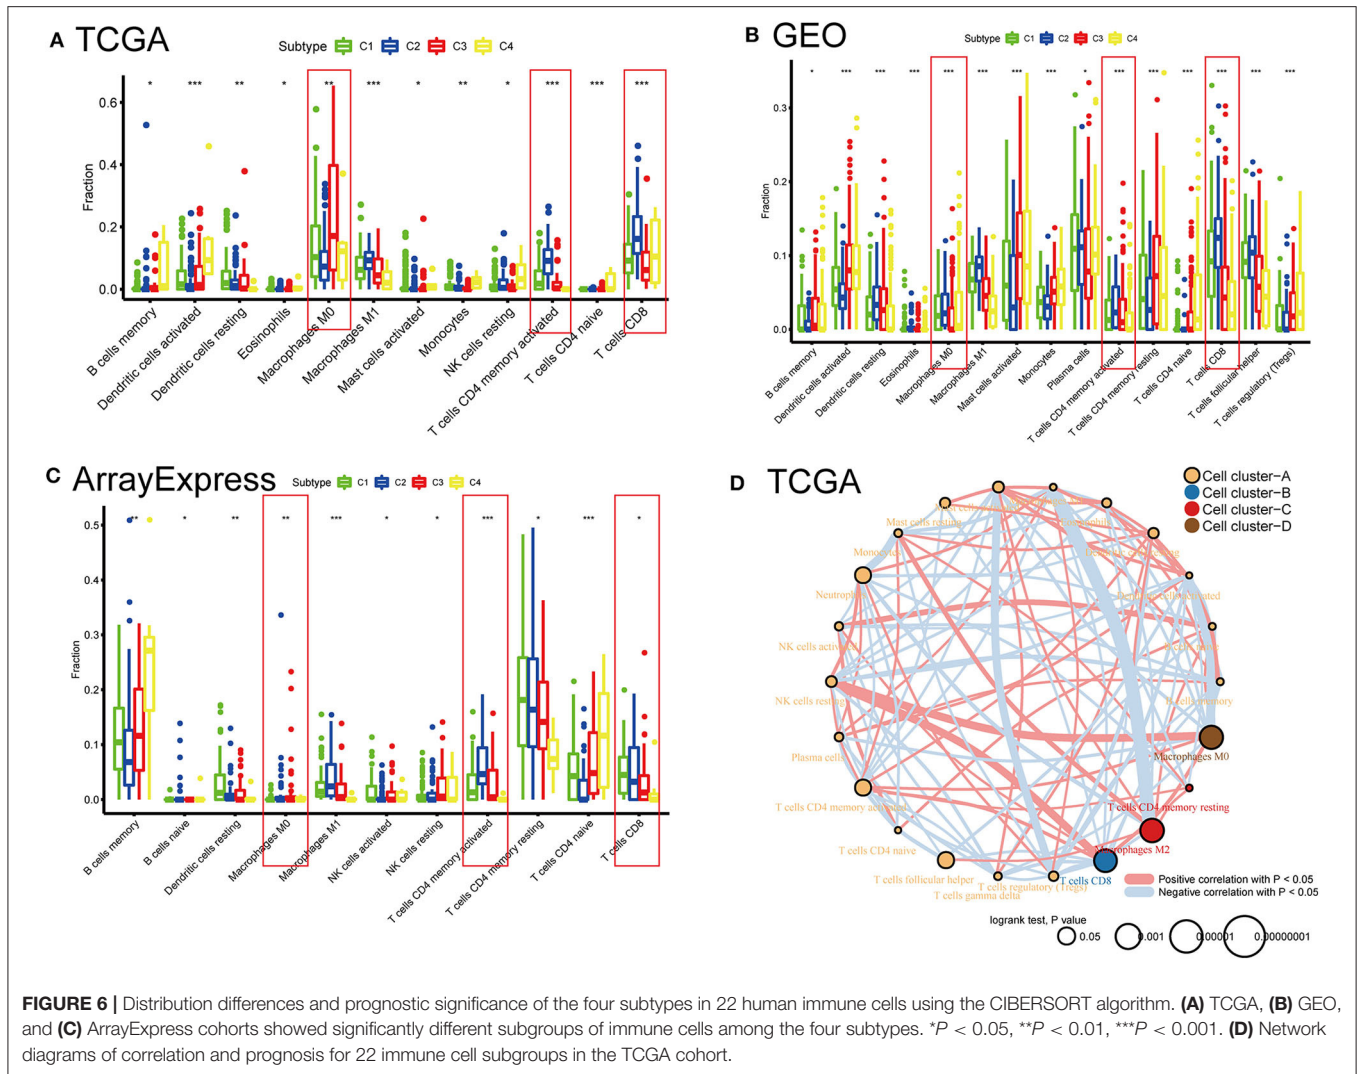 A TCGA
Subtype C1 C2 C3 C4
* *** ** * ** *** * ** * *** *** ***
Fraction
0.6
0.4
0.2
0.0
B cells memory
Dendritic cells activated
Dendritic cells resting
Eosinophils
Macrophages M0
Macrophages M1
Mast cells activated
Monocytes
NK cells resting
T cells CD4 memory activated
T cells CD4 naive
T cells CD8
B GEO
Subtype C1 C2 C3 C4
* *** *** *** *** *** *** *** * *** *** *** *** *** ***
Fraction
0.3
0.2
0.1
0.0
B cells memory
Dendritic cells activated
Dendritic cells resting
Eosinophils
Macrophages M0
Macrophages M1
Mast cells activated
Monocytes
Plasma cells
T cells CD4 memory activated
T cells CD4 memory resting
T cells CD4 naive
T cells CD8
T cells follicular helper
T cells regulatory (Tregs)
C ArrayExpress
Subtype C1 C2 C3 C4
** * ** ** *** * * *** * *** *
Fraction
0.5
0.4
0.3
0.2
0.1
0.0
B cells memory
B cells naive
Dendritic cells resting
Macrophages M0
Macrophages M1
NK cells activated
NK cells resting
T cells CD4 memory activated
T cells CD4 memory resting
T cells CD4 naive
T cells CD8
D TCGA
Cell cluster-A
Cell cluster-B
Cell cluster-C
Cell cluster-D
Mast cells resting
Monocytes
Neutrophils
NK cells activated
NK cells resting
Plasma cells
T cells CD4 memory activated
T cells CD4 naive
T cells follicular helper
T cells gamma delta
T cells regulatory (Tregs)
T cells CD8
Macrophages M2
T cells CD4 memory resting
Macrophages M0
B cells memory
Positive correlation with P < 0.05
Negative correlation with P < 0.05
logrank test, P value
0.05 0.001 0.00001 0.00000001
FIGURE 6 | Distribution differences and prognostic significance of the four subtypes in 22 human immune cells using the CIBERSORT algorithm. (A) TCGA, (B) GEO,
and (C) ArrayExpress cohorts showed significantly different subgroups of immune cells among the four subtypes. *P < 0.05, **P < 0.01, ***P < 0.001. (D) Network
diagrams of correlation and prognosis for 22 immune cell subgroups in the TCGA cohort.